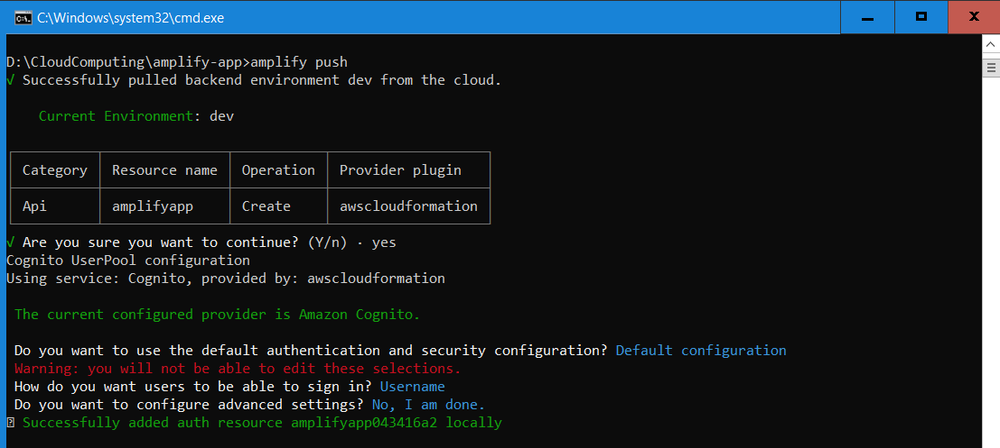 C:\Windows\system32\cmd.exe
D:\CloudComputing\amplify-app>amplify push
√ Successfully pulled backend environment dev from the cloud.
Current Environment: dev
Category Resource name Operation Provider plugin
Api amplifyapp Create awscloudformation
√ Are you sure you want to continue? (Y/n) · yes
Cognito UserPool configuration
Using service: Cognito, provided by: awscloudformation
The current configured provider is Amazon Cognito.
Do you want to use the default authentication and security configuration? Default configuration
Warning: you will not be able to edit these selections.
How do you want users to be able to sign in? Username
Do you want to configure advanced settings? No, I am done.
Successfully added auth resource amplifyapp043416a2 locally